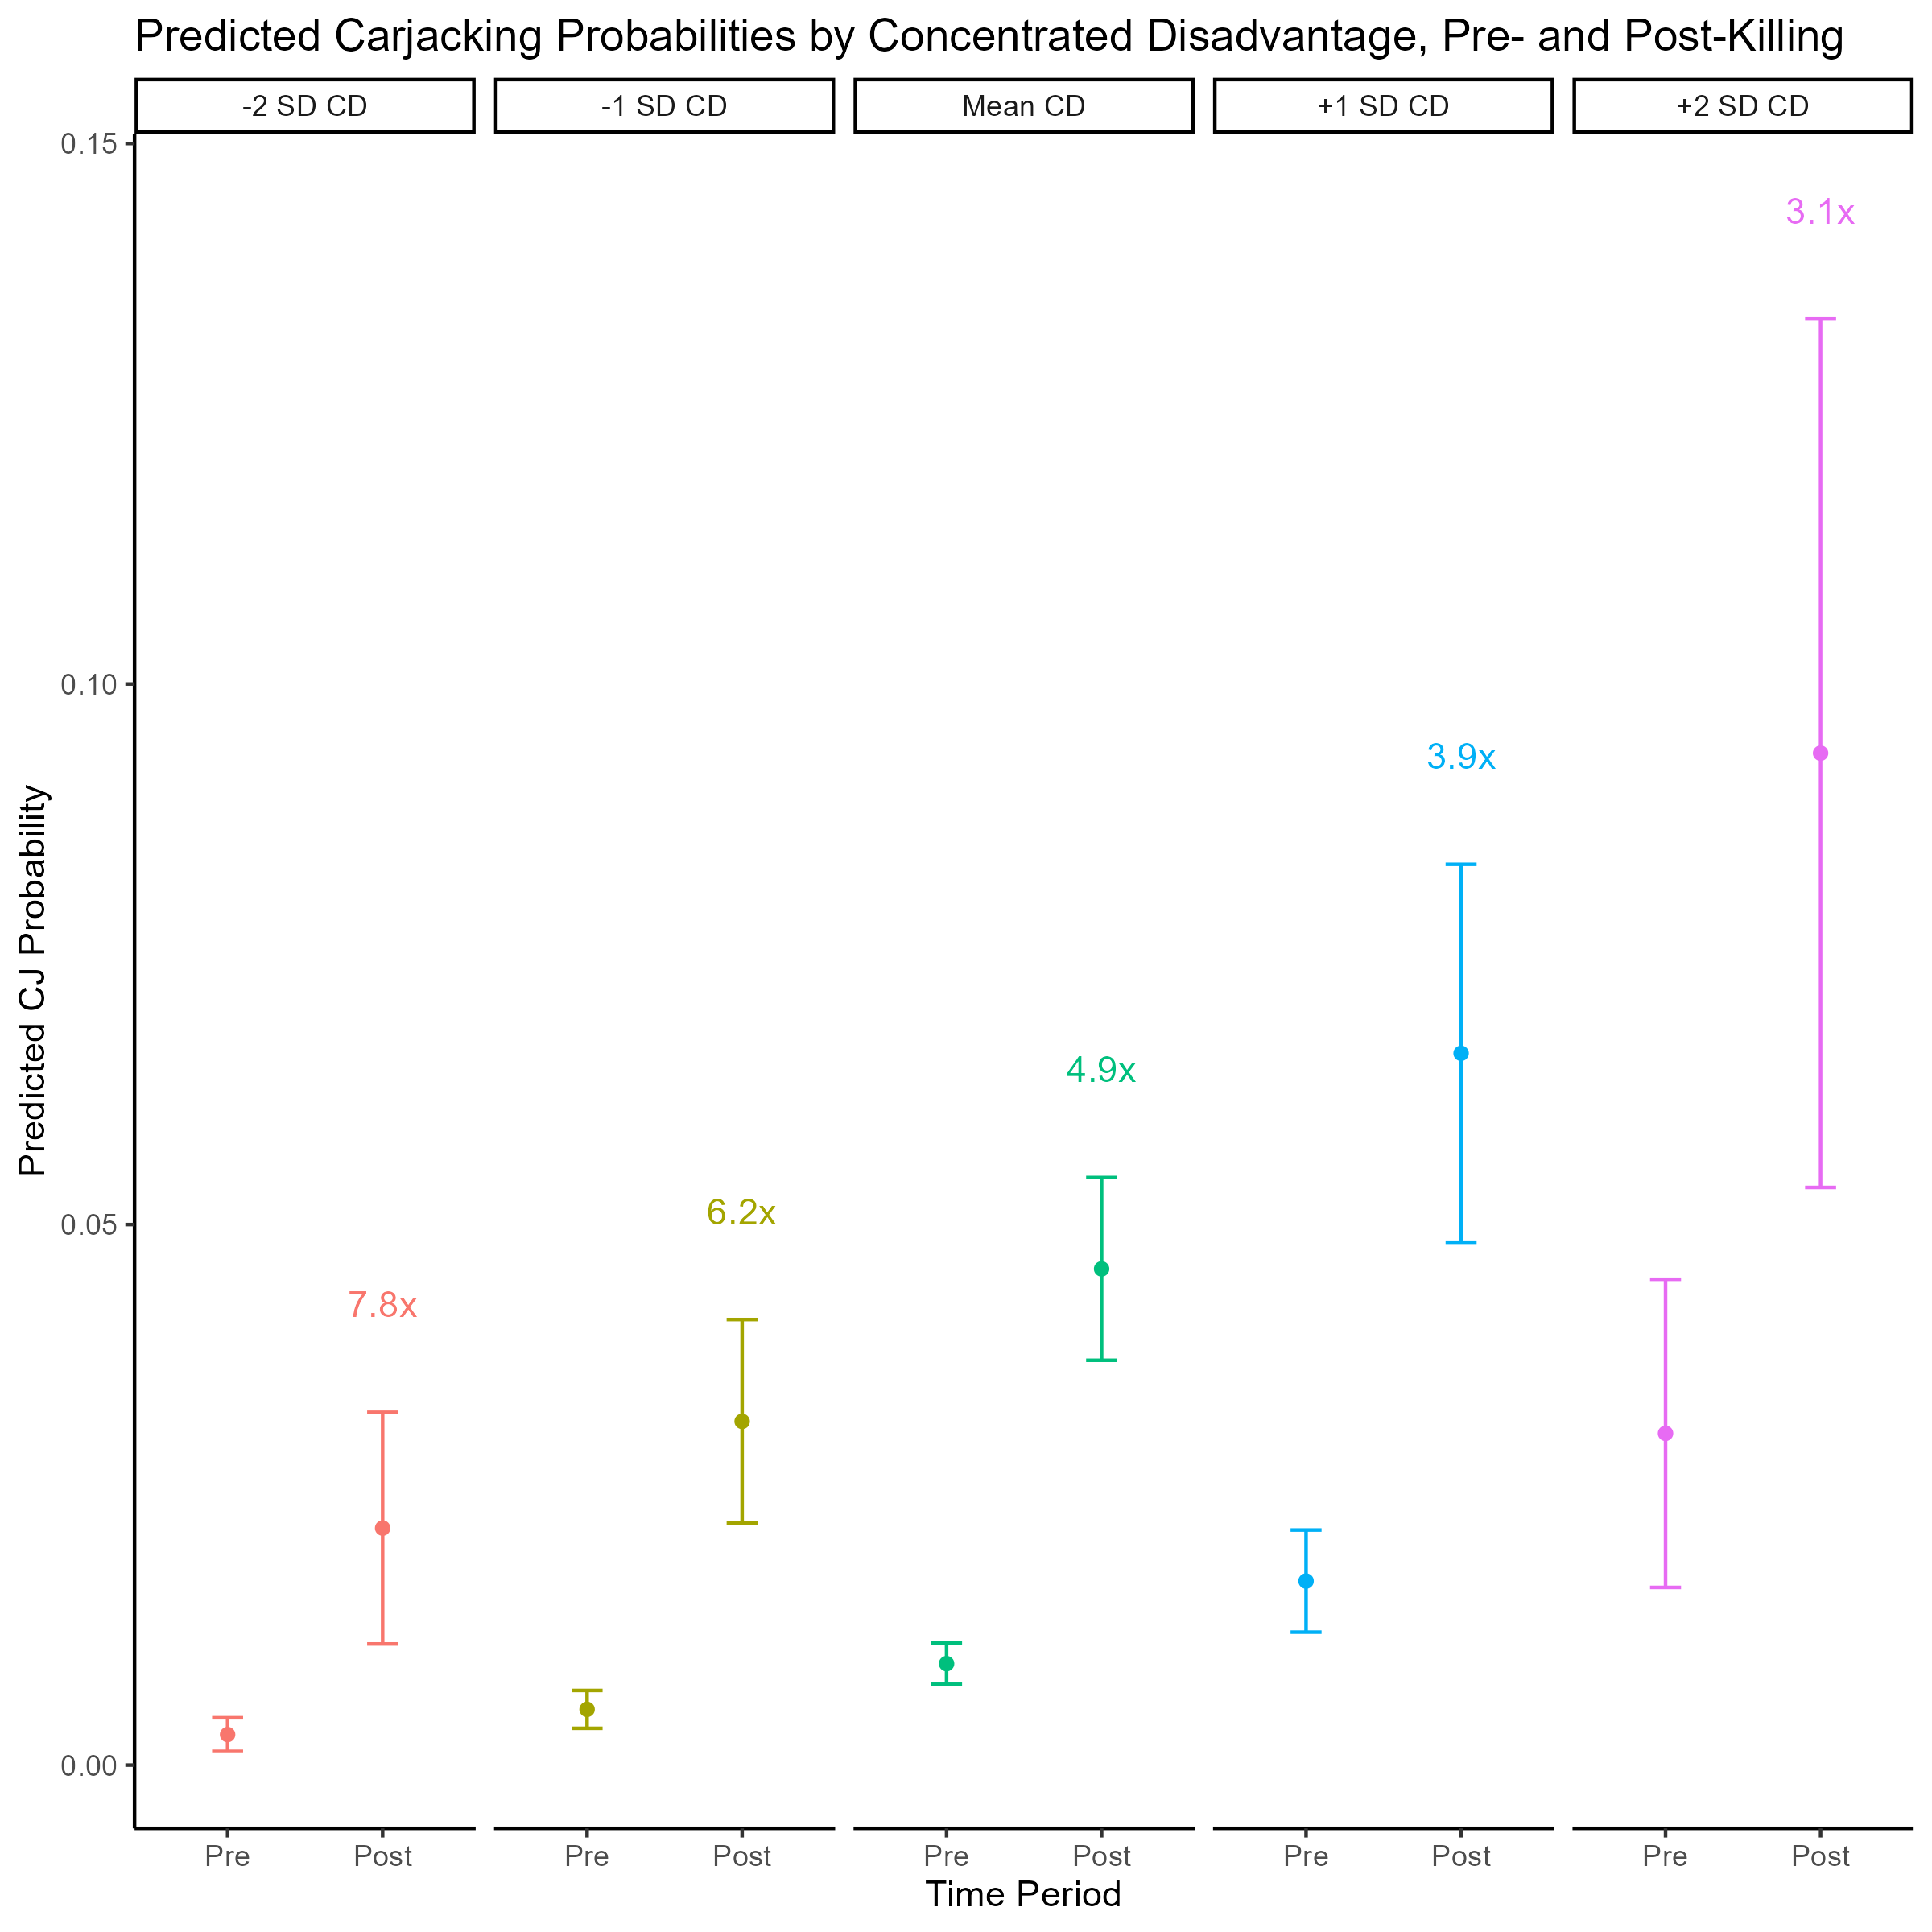 Predicted Carjacking Probabilities by Concentrated Disadvantage, Pre- and Post-Killing
-2 SD CD
-1 SD CD
Mean CD
+1 SD CD
+2 SD CD
0.15
0.10
0.05
0.00
Predicted CJ Probability
7.8x
6.2x
4.9x
3.9x
3.1x
Pre
Post
Pre
Post
Pre
Post
Pre
Post
Pre
Post
Time Period